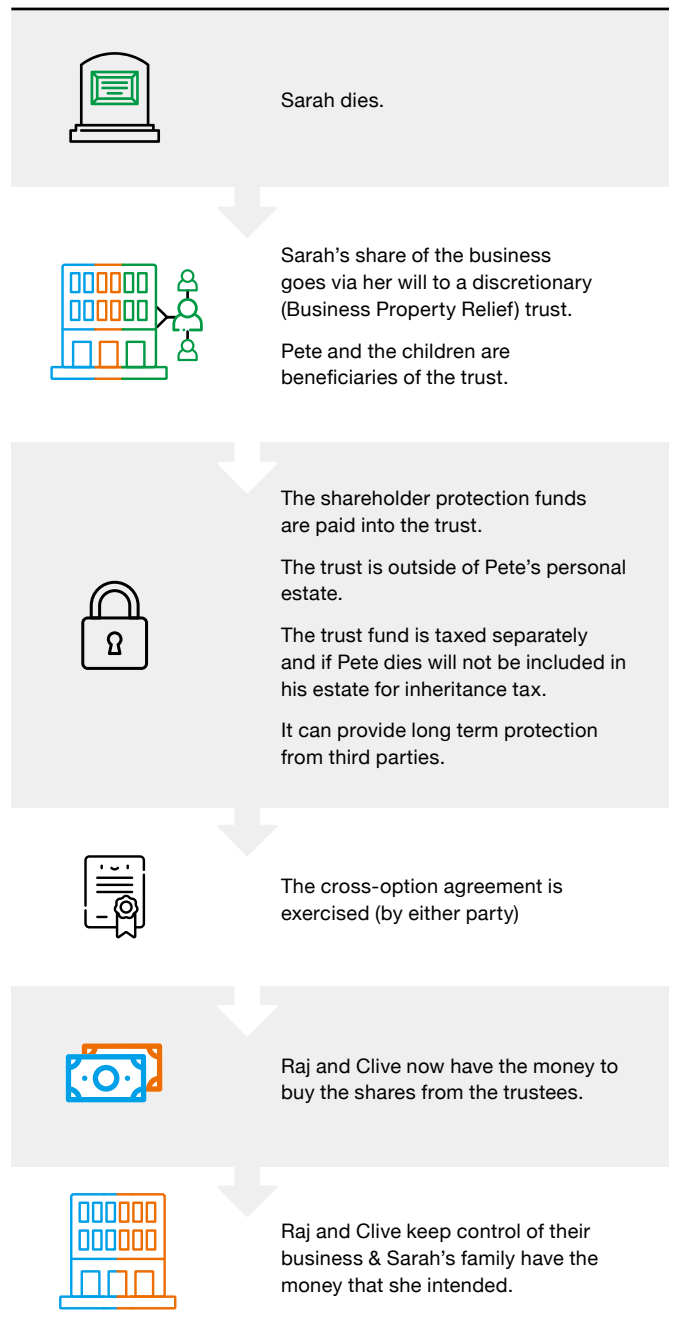 Sarah dies.
Sarah’s share of the business
goes via her will to a discretionary
(Business Property Relief) trust.
Pete and the children are
beneficiaries of the trust.
The shareholder protection funds
are paid into the trust.
The trust is outside of Pete’s personal
estate.
The trust fund is taxed separately
and if Pete dies will not be included in
his estate for inheritance tax.
It can provide long term protection
from third parties.
The cross-option agreement is
exercised (by either party)
Raj and Clive now have the money to
buy the shares from the trustees.
Raj and Clive keep control of their
business & Sarah’s family have the
money that she intended.